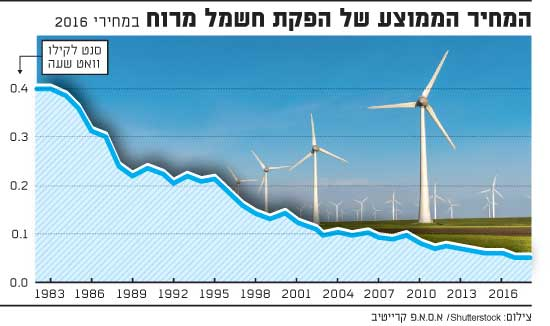 המחיר הממוצע של הפקת חשמל מרוח במחירי 2016
סנט לקילו
וואט שעה
0.4
0.3
0.2
0.1
0.0
1983 1986 1989 1992 1995 1998 2001 2004 2007 2010 2013 2016
צילום: Shutterstock/ א.ס.א.פ קרייטיב